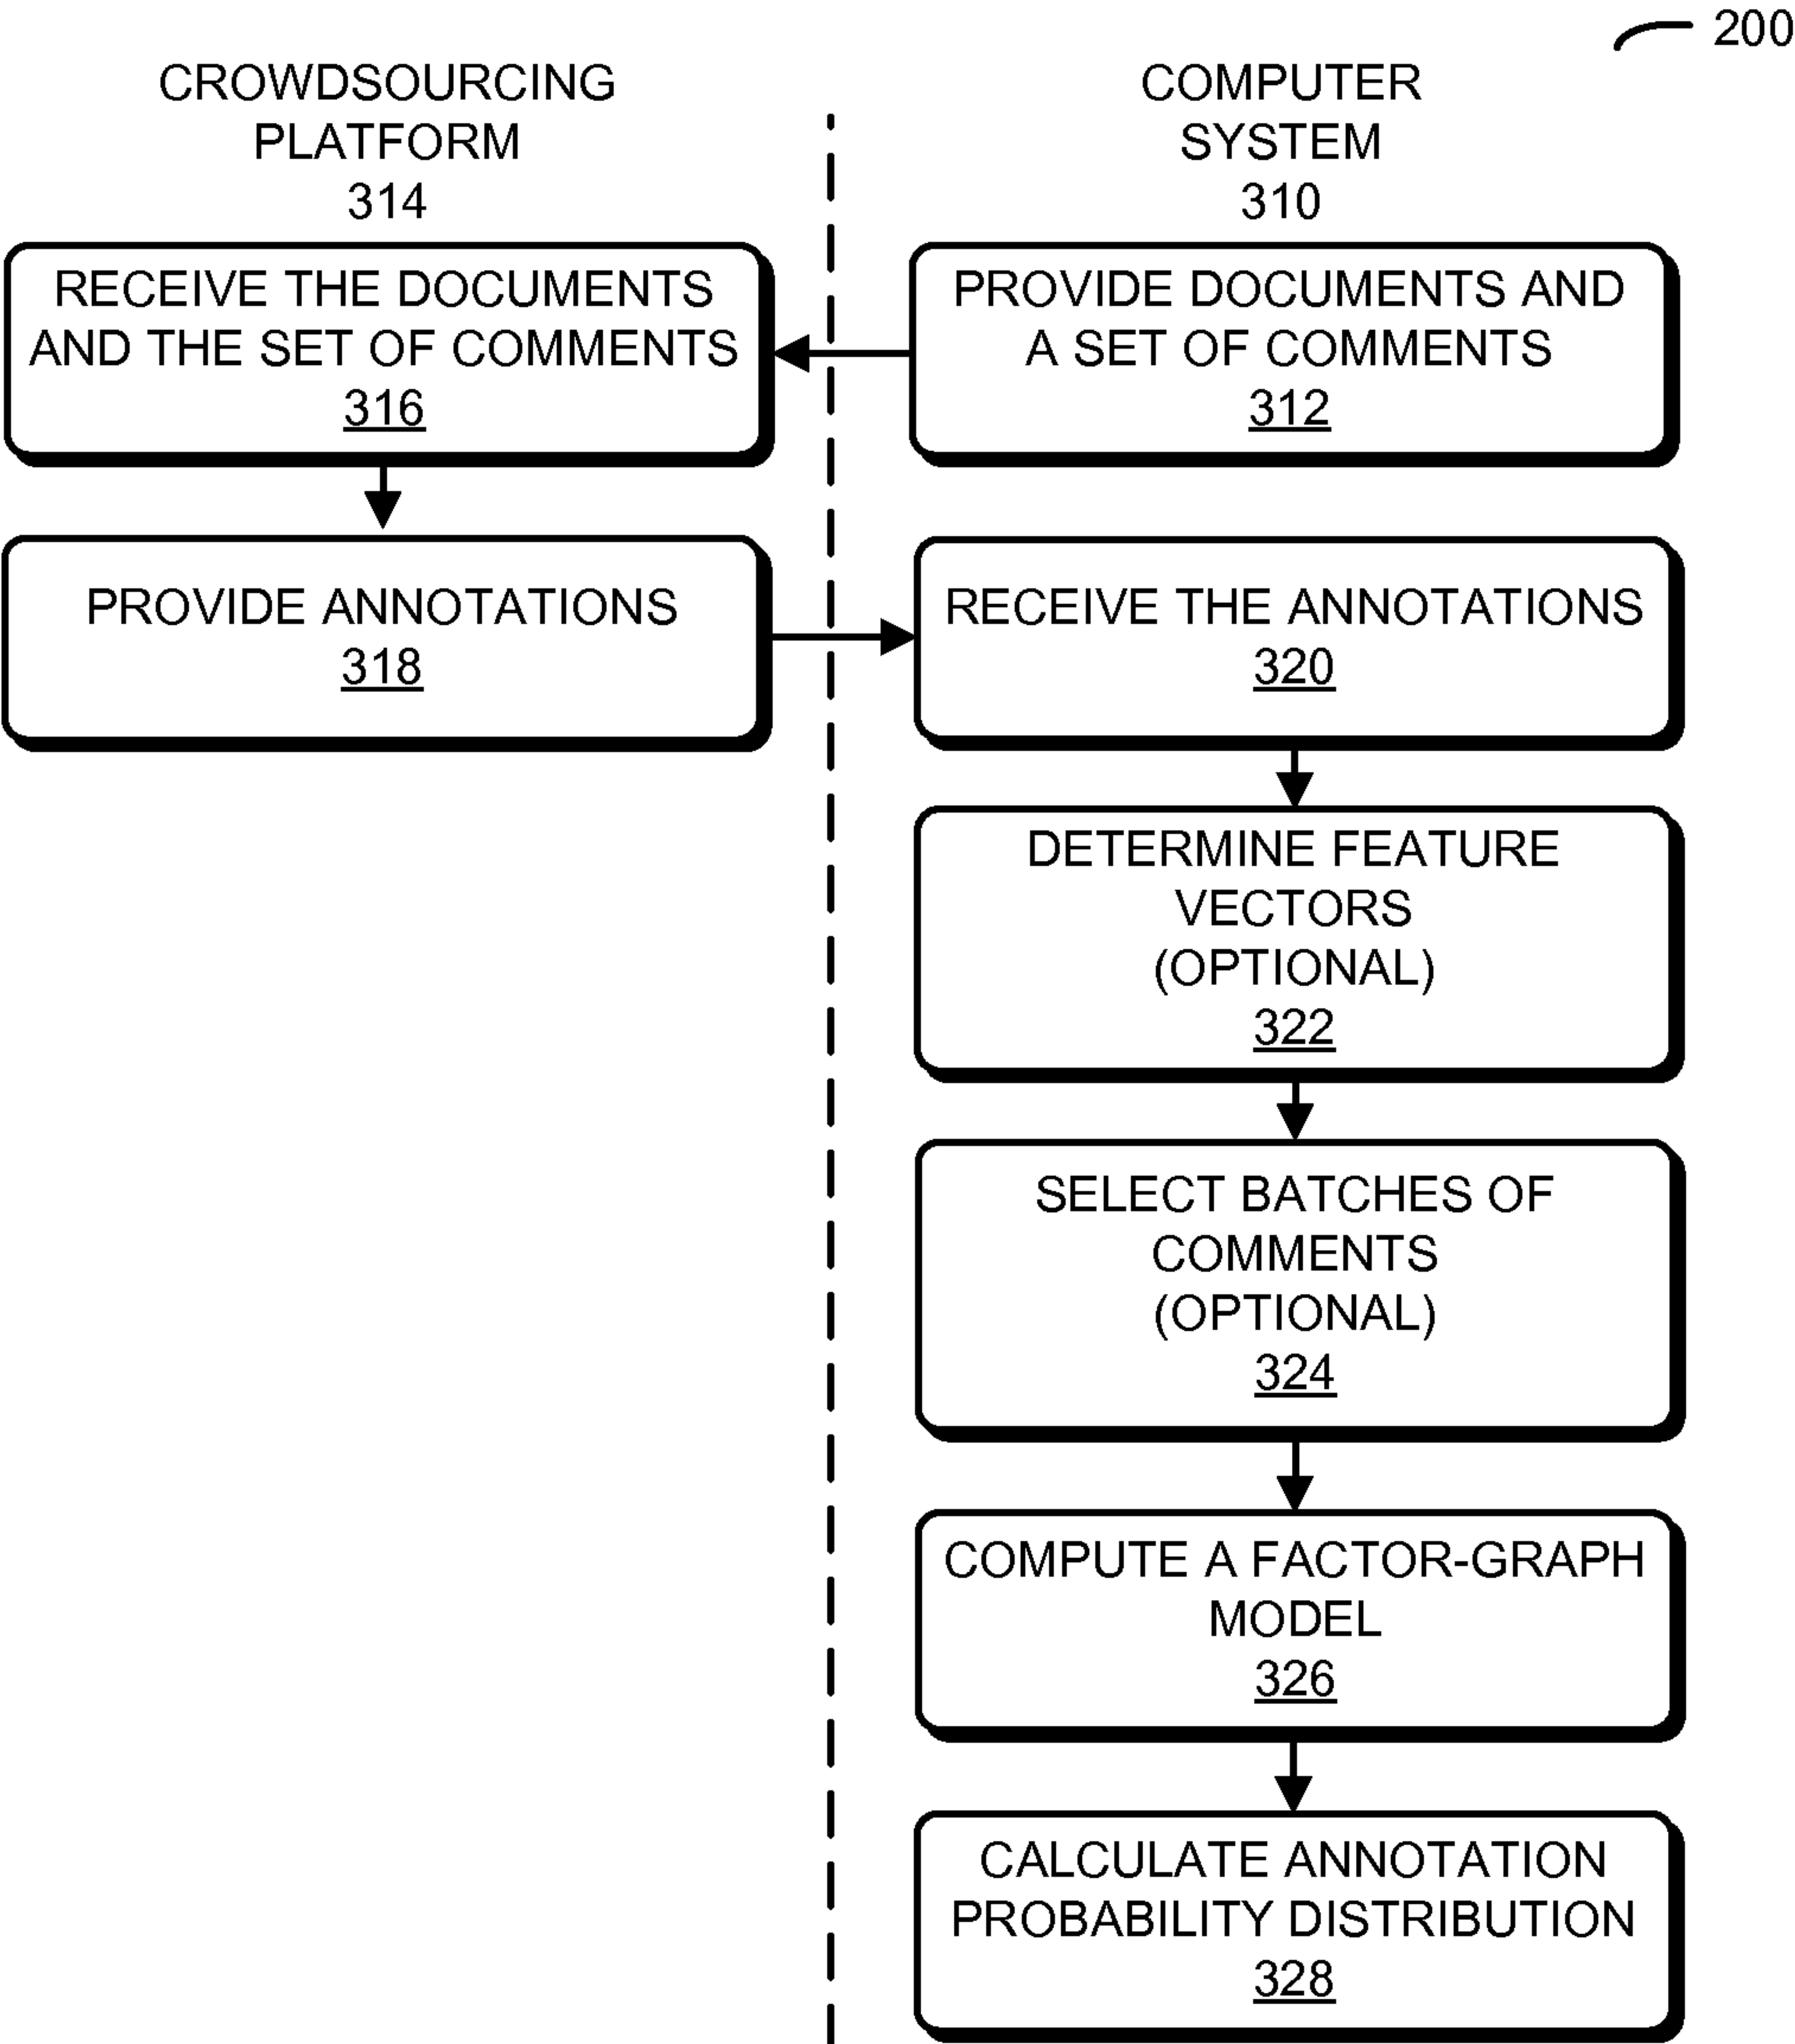 200
CROWDSOURCING
PLATFORM
314
COMPUTER
SYSTEM
310
RECEIVE THE DOCUMENTS
AND THE SET OF COMMENTS
316
PROVIDE DOCUMENTS AND
A SET OF COMMENTS
312
PROVIDE ANNOTATIONS
318
RECEIVE THE ANNOTATIONS
320
DETERMINE FEATURE
VECTORS
(OPTIONAL)
322
SELECT BATCHES OF
COMMENTS
(OPTIONAL)
324
COMPUTE A FACTOR-GRAPH
MODEL
326
CALCULATE ANNOTATION
PROBABILITY DISTRIBUTION
328